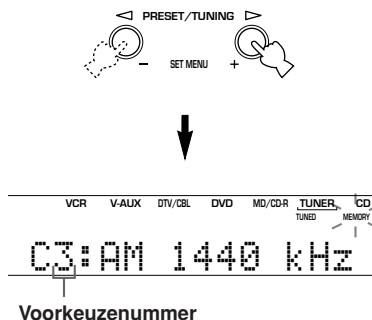 ◁ PRESET/TUNING ▷
– SET MENU +
VCR V-AUX DTV/CBL DVD MD/CD-R TUNER CD
TUNED MEMORY
C3:AM 1440 kHz
Voorkeuzenummer